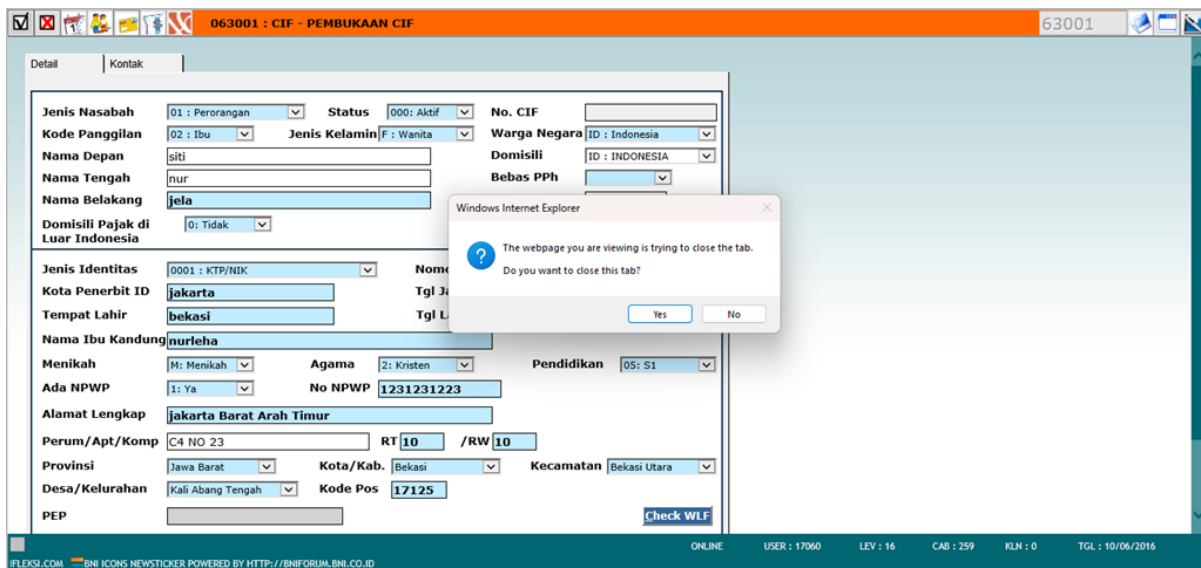 063001 : CIF - PEMBUKAAN CIF
63001
Detail Kontak
Jenis Nasabah 01 : Perorangan Status 000: Aktif No. CIF
Kode Panggilan 02 : Ibu Jenis Kelamin F : Wanita Warga Negara ID : Indonesia
Nama Depan siti Domisili ID : INDONESIA
Nama Tengah nur Bebas PPh
Nama Belakang jela
Domisili Pajak di Luar Indonesia 0: Tidak
Windows Internet Explorer
The webpage you are viewing is trying to close the tab.
Do you want to close this tab?
Yes No
Jenis Identitas 0001 : KTP/NIK
Kota Penerbit ID jakarta Tgl
Tempat Lahir bekasi Tgl
Nama Ibu Kandung nurleha
Menikah M: Menikah Agama 2: Kristen Pendidikan 05: S1
Ada NPWP 1: Ya No NPWP 1231231223
Alamat Lengkap jakarta Barat Arah Timur
Perum/Apt/Komp C4 NO 23 RT 10 /RW 10
Provinsi Jawa Barat Kota/Kab. Bekasi Kecamatan Bekasi Utara
Desa/Kelurahan Kali Abang Tengah Kode Pos 17125
PEP Check WLF
ONLINE USER : 17060 LEV : 16 CAB : 259 KLN : 0 TGL : 10/06/2016
IFLEKSI.COM BNI ICONS NEWSTICKER POWERED BY HTTP://BNIFORUM.BNI.CO.ID